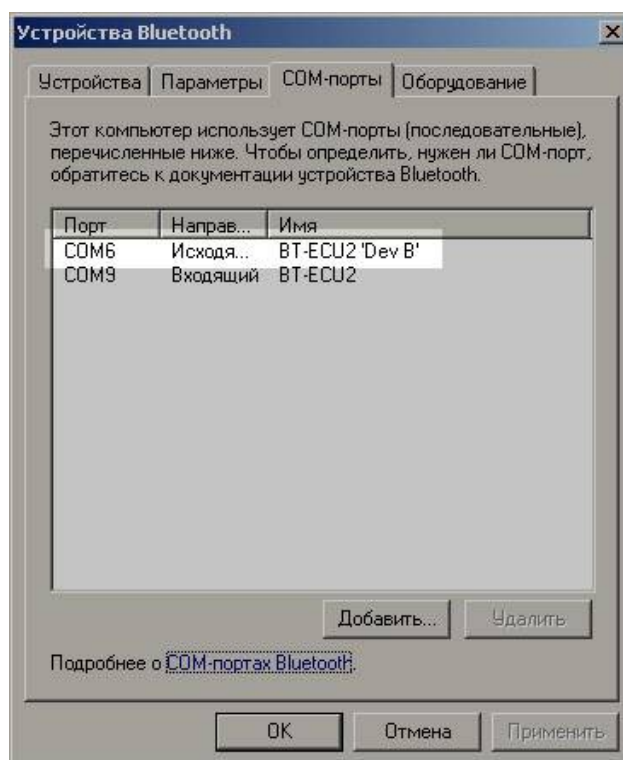 Устройства Bluetooth
Устройства Параметры COM-порты Оборудование
Этот компьютер использует COM-порты (последовательные),
перечисленные ниже. Чтобы определить, нужен ли COM-порт,
обратитесь к документации устройства Bluetooth.
Порт Направ... Имя
COM6 Исходя... BT-ECU2 'Dev B'
COM9 Входящий BT-ECU2
Добавить... Удалить
Подробнее о COM-портах Bluetooth.
OK Отмена Применить